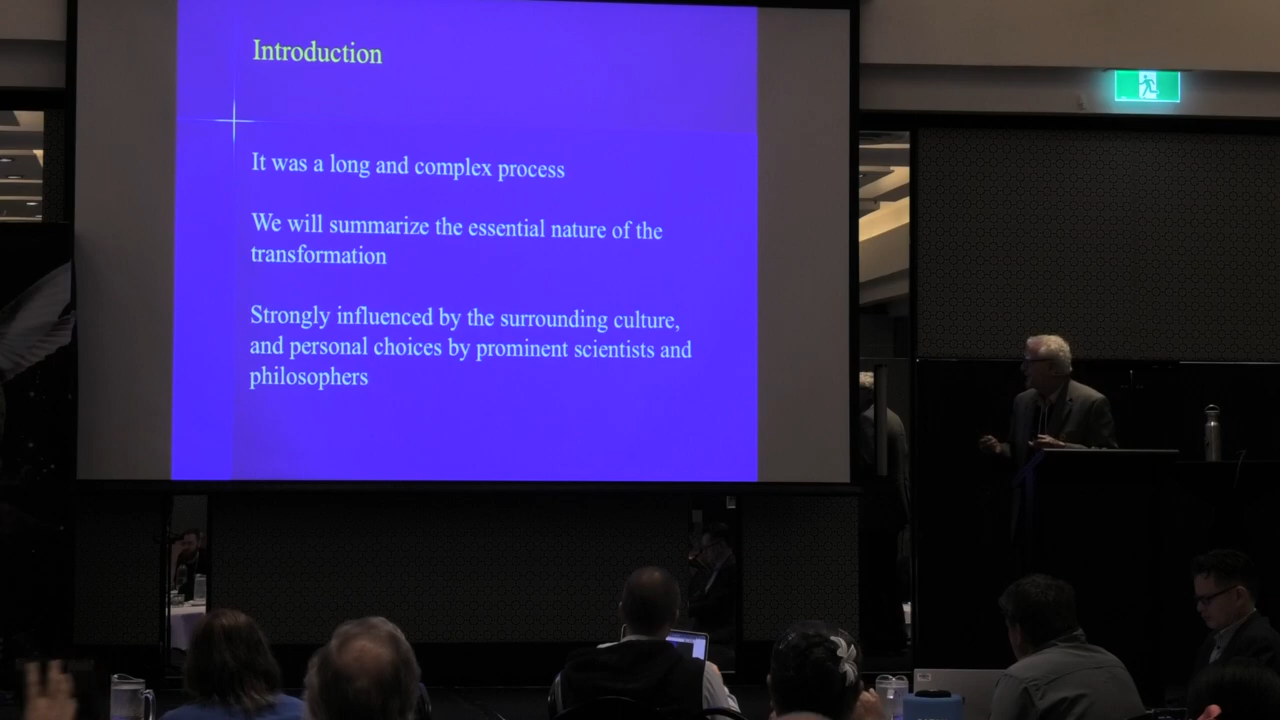 Introduction
It was a long and complex process
We will summarize the essential nature of the
transformation
Strongly influenced by the surrounding culture,
and personal choices by prominent scientists and
philosophers